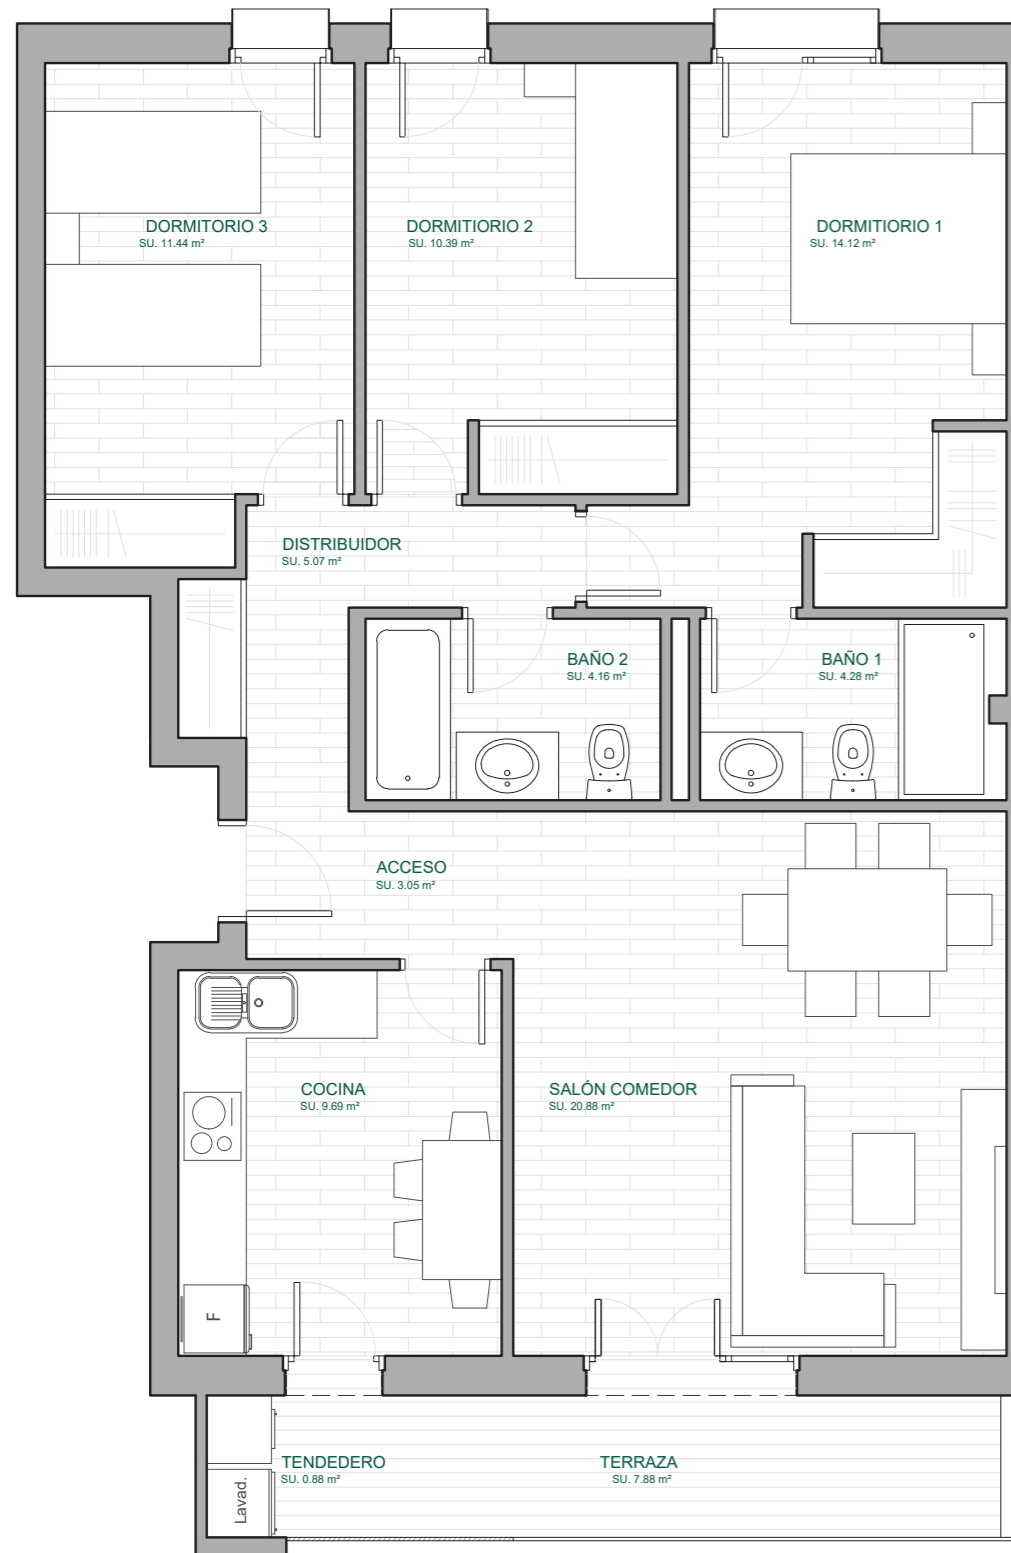 DORMITORIO 3
SU. 11.44 m²
DORMITIORIO 2
SU. 10.39 m²
DORMITIORIO 1
SU. 14.12 m²
DISTRIBUIDOR
SU. 5.07 m²
BAÑO 2
SU. 4.16 m²
BAÑO 1
SU. 4.28 m²
ACCESO
SU. 3.05 m²
COCINA
SU. 9.69 m²
SALÓN COMEDOR
SU. 20.88 m²
F
TENDEDERO
SU. 0.88 m²
TERRAZA
SU. 7.88 m²
Lavad.